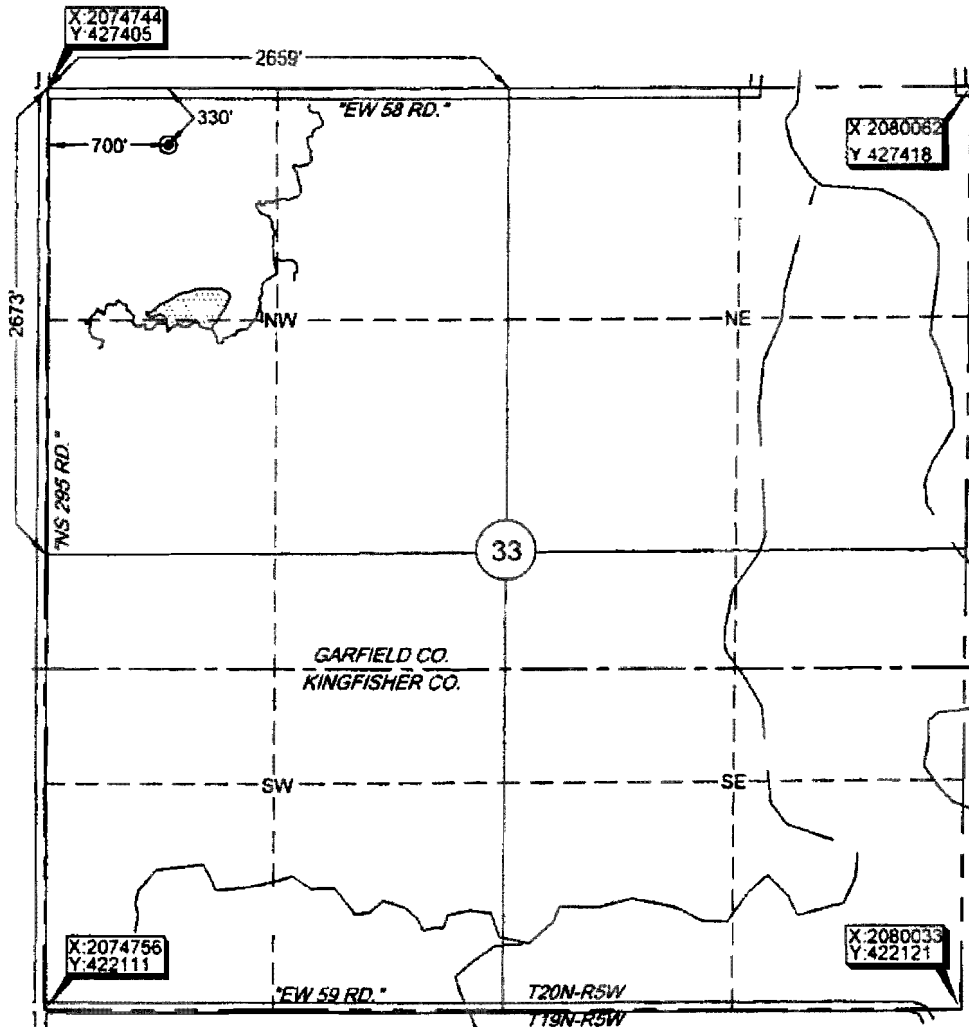 X:2074744
Y:427405
2659'
"EW 58 RD."
330'
700'
X:2080062
Y:427418
2673'
NW
NE
"NS 295 RD."
33
GARFIELD CO.
KINGFISHER CO.
SW
SE
X:2074756
Y:422111
X:2080033
Y:422121
"EW 59 RD."
T20N-R5W
T19N-R5W